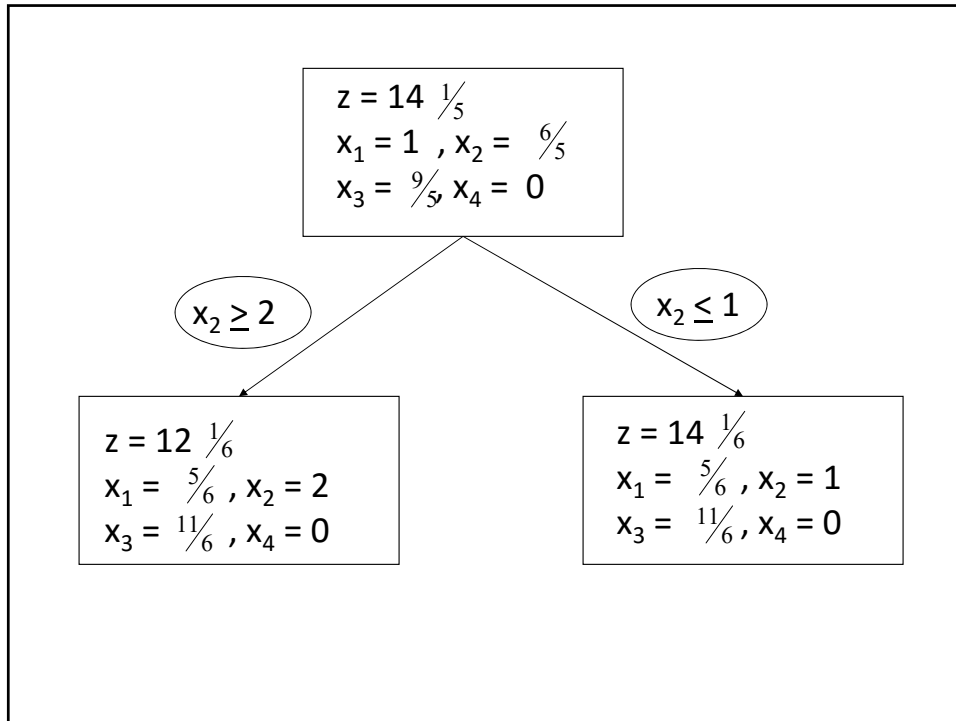 z = 14 1/5
x₁ = 1 , x₂ = 6/5
x₃ = 9/5, x₄ = 0
x₂ ≥ 2
x₂ ≤ 1
z = 12 1/6
x₁ = 5/6 , x₂ = 2
x₃ = 11/6 , x₄ = 0
z = 14 1/6
x₁ = 5/6 , x₂ = 1
x₃ = 11/6, x₄ = 0